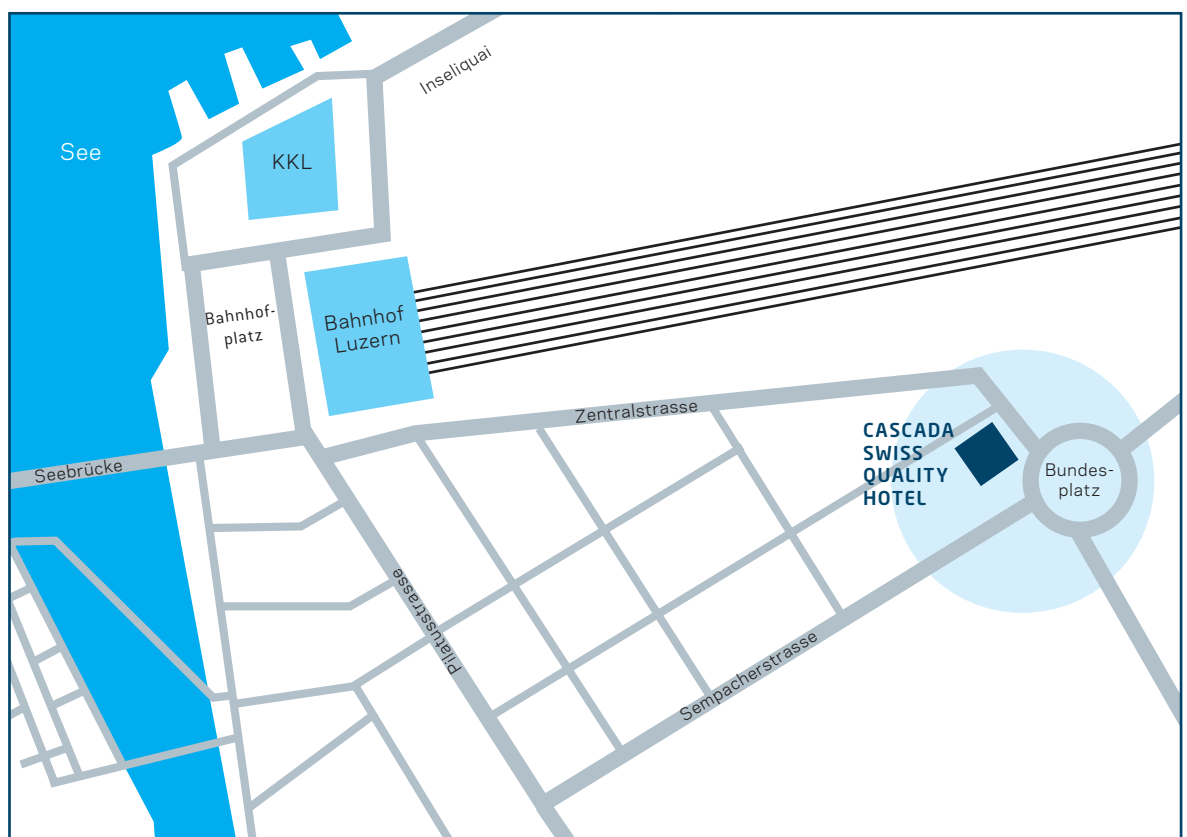 Inseliquai
See
KKL
Bahnhof-
platz
Bahnhof
Luzern
Zentralstrasse
CASCADA
SWISS
QUALITY
HOTEL
Bundes-
platz
Seebrücke
Pilatusstrasse
Sempacherstrasse